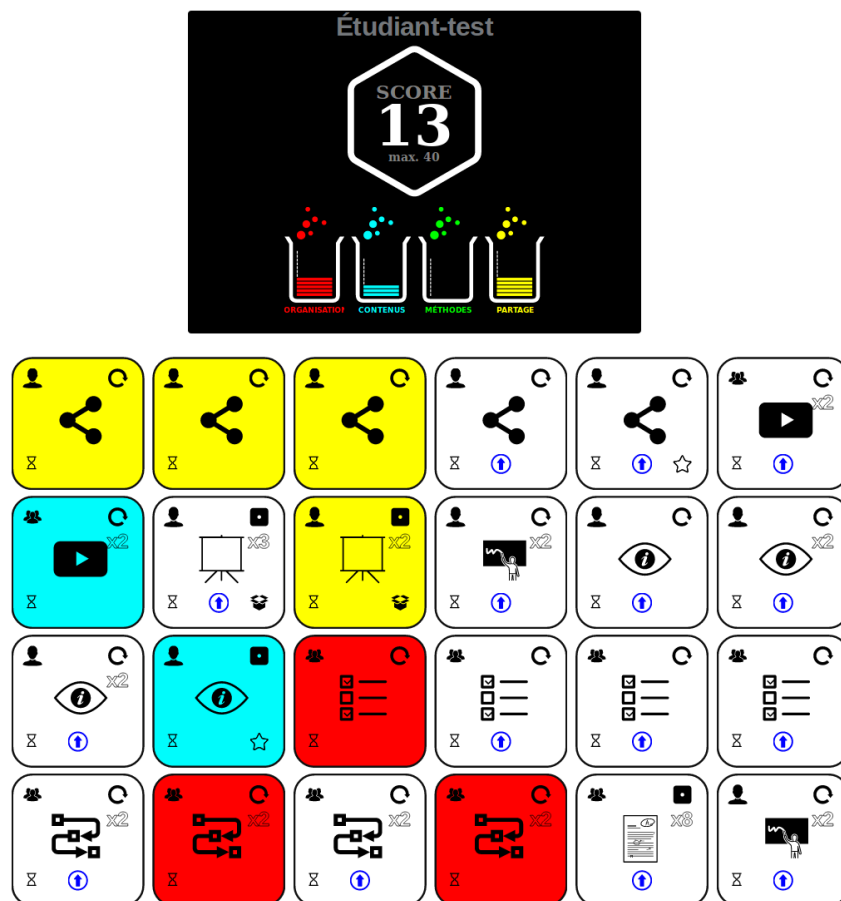 Étudiant-test
SCORE
13
max. 40
ORGANISATION CONTENUS MÉTHODES PARTAGE
x2
x2 x3 x2 x2 x2
x2
x2 x2 x2 x2 x8 x2